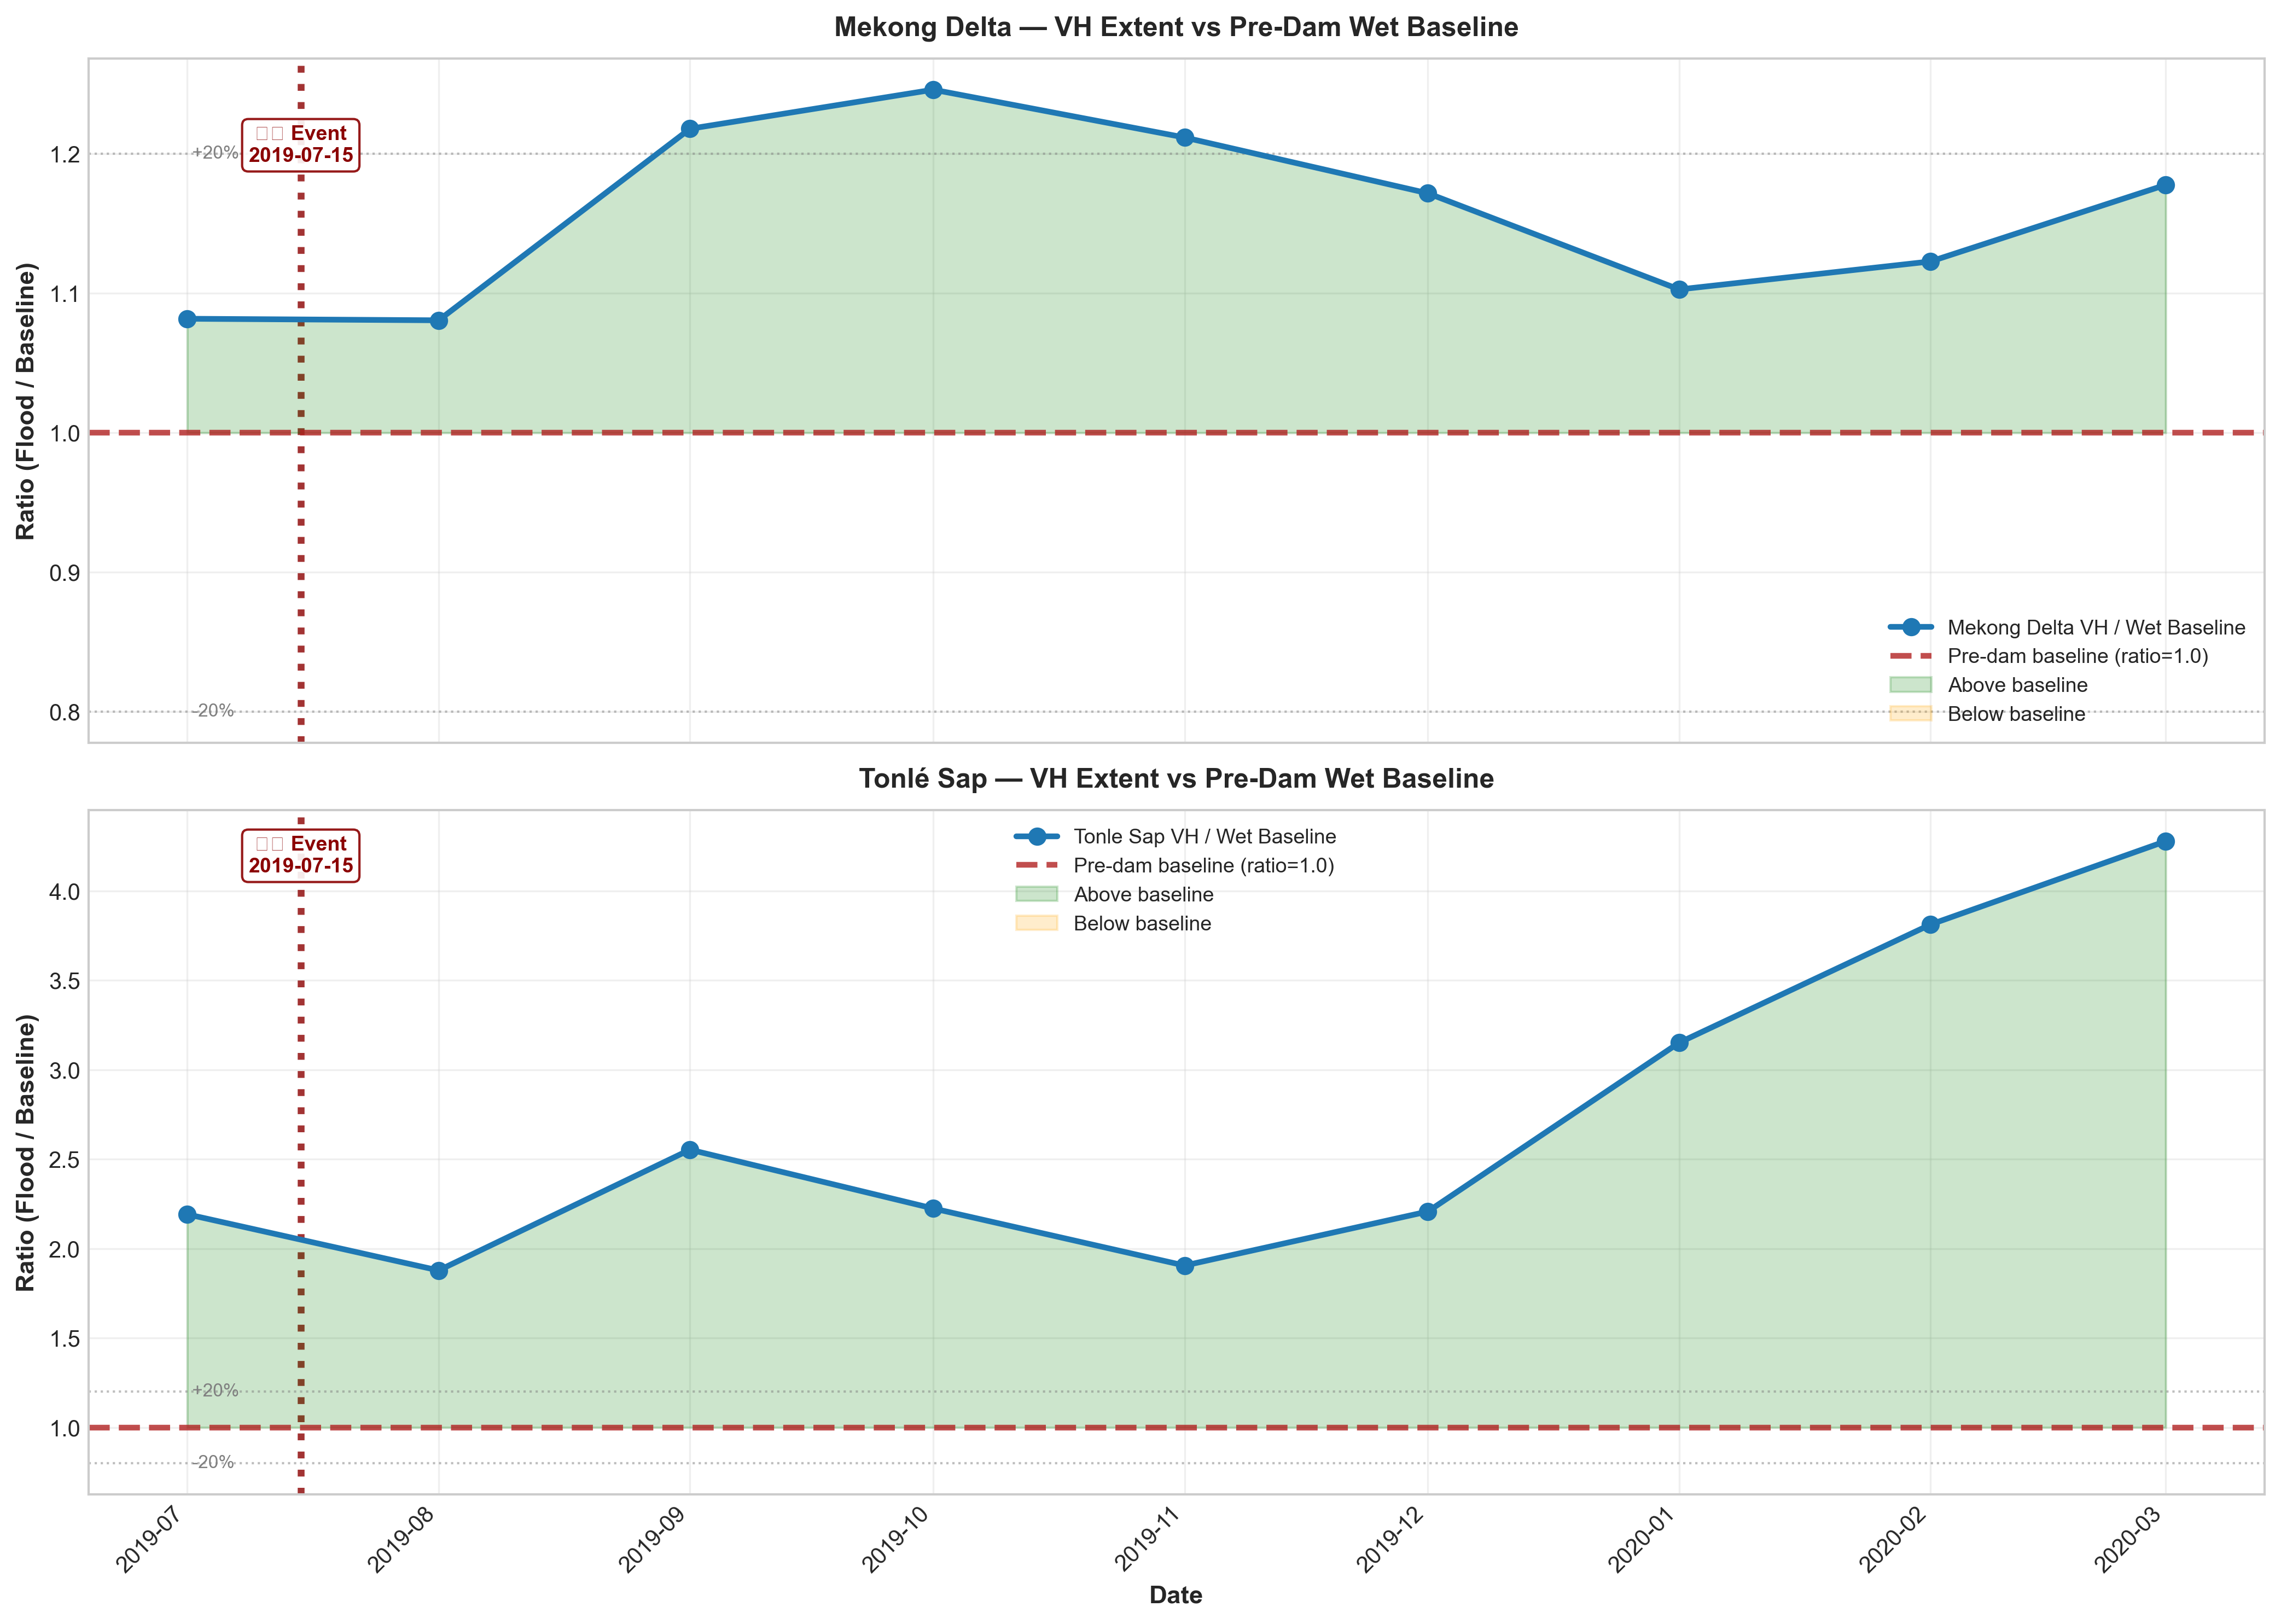 Mekong Delta — VH Extent vs Pre-Dam Wet Baseline
Ratio (Flood / Baseline)
1.2
1.1
1.0
0.9
0.8
+20%
-20%
Event
2019-07-15
Mekong Delta VH / Wet Baseline
Pre-dam baseline (ratio=1.0)
Above baseline
Below baseline
Tonlé Sap — VH Extent vs Pre-Dam Wet Baseline
Ratio (Flood / Baseline)
4.0
3.5
3.0
2.5
2.0
1.5
1.0
+20%
-20%
Event
2019-07-15
Tonle Sap VH / Wet Baseline
Pre-dam baseline (ratio=1.0)
Above baseline
Below baseline
2019-07
2019-08
2019-09
2019-10
2019-11
2019-12
2020-01
2020-02
2020-03
Date